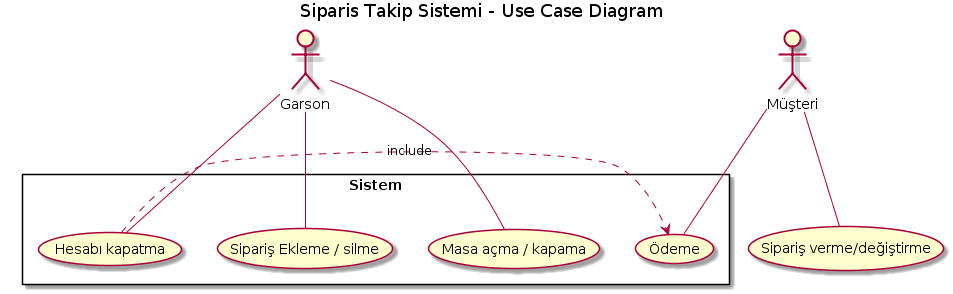 Siparis Takip Sistemi - Use Case Diagram
Garson
Müşteri
include
Sistem
Hesabı kapatma
Sipariş Ekleme / silme
Masa açma / kapama
Ödeme
Sipariş verme/değiştirme